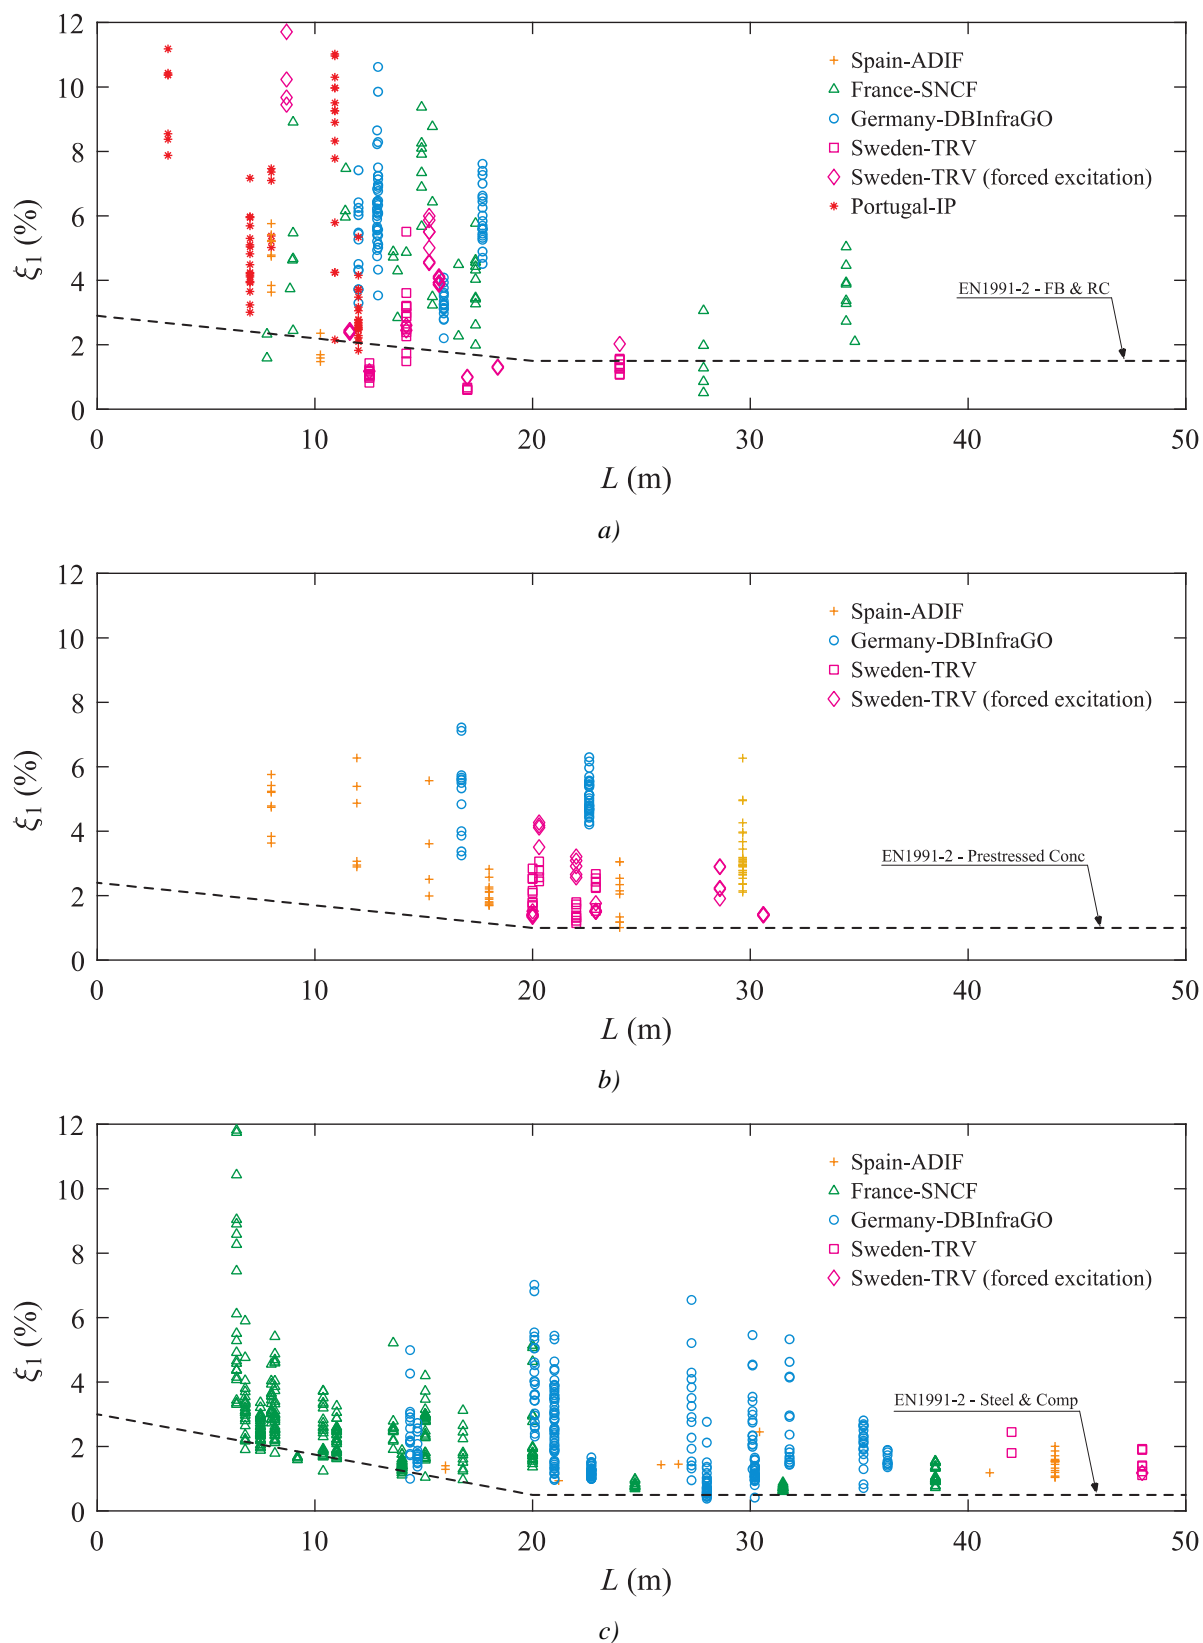 12
10
8
6
4
2
0
ξ1 (%)
Spain-ADIF
France-SNCF
Germany-DBInfraGO
Sweden-TRV
Sweden-TRV (forced excitation)
Portugal-IP
EN1991-2 - FB & RC
0 10 20 30 40 50
L (m)
a)
12
10
8
6
4
2
0
ξ1 (%)
Spain-ADIF
Germany-DBInfraGO
Sweden-TRV
Sweden-TRV (forced excitation)
EN1991-2 - Prestressed Conc
0 10 20 30 40 50
L (m)
b)
12
10
8
6
4
2
0
ξ1 (%)
Spain-ADIF
France-SNCF
Germany-DBInfraGO
Sweden-TRV
Sweden-TRV (forced excitation)
EN1991-2 - Steel & Comp
0 10 20 30 40 50
L (m)
c)